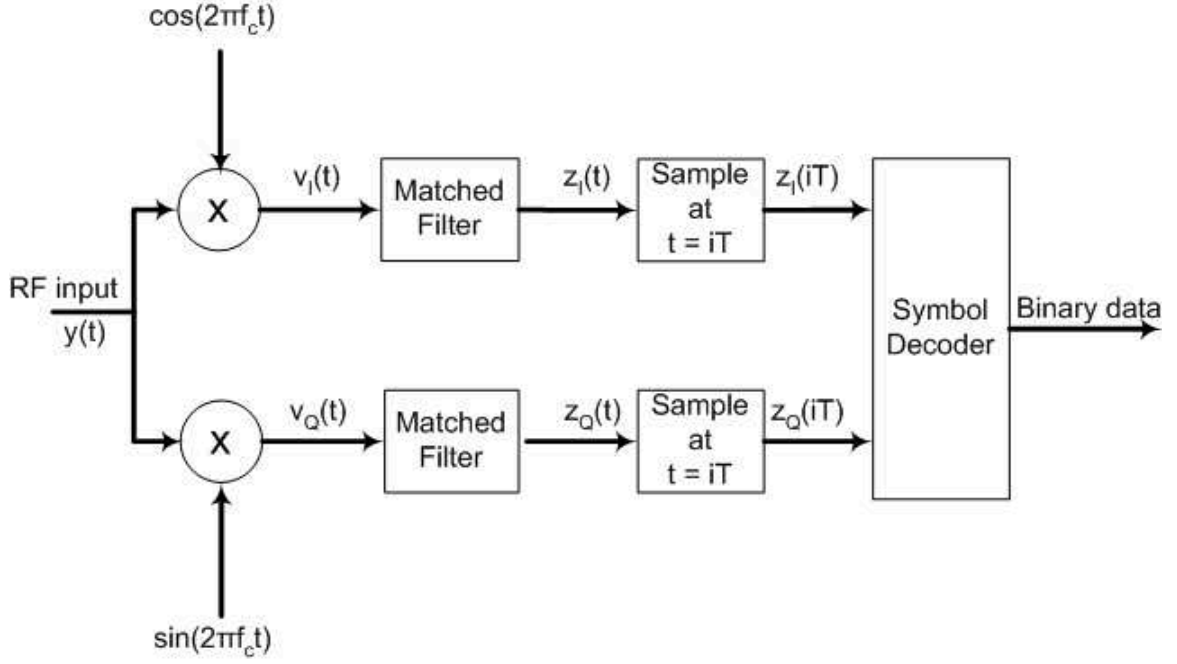 cos(2πf_ct)
v_I(t)
Matched
Filter
z_I(t)
Sample
at
t = iT
z_I(iT)
X
RF input
y(t)
Symbol
Decoder
Binary data
v_Q(t)
Matched
Filter
z_Q(t)
Sample
at
t = iT
z_Q(iT)
X
sin(2πf_ct)